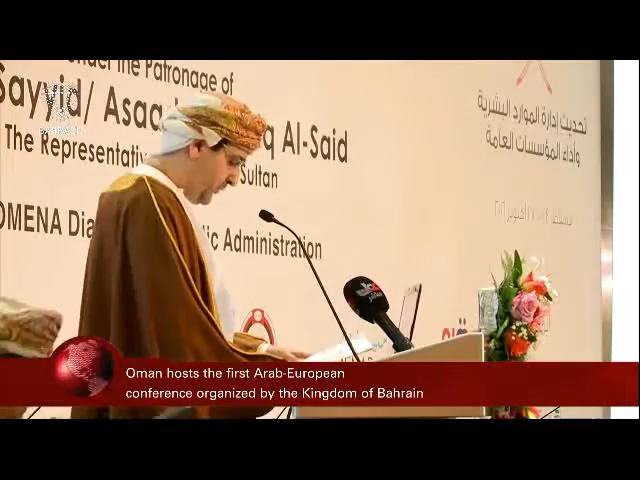 Under the Patronage of
Sayyid/ Asaad
q Al-Said
The Representative
Sultan
OMENA
Administration
تحديث إدارة الموارد البشرية
وأداء المؤسسات العامة
BAHRAIN
Oman hosts the first Arab-European
conference organized by the Kingdom of Bahrain